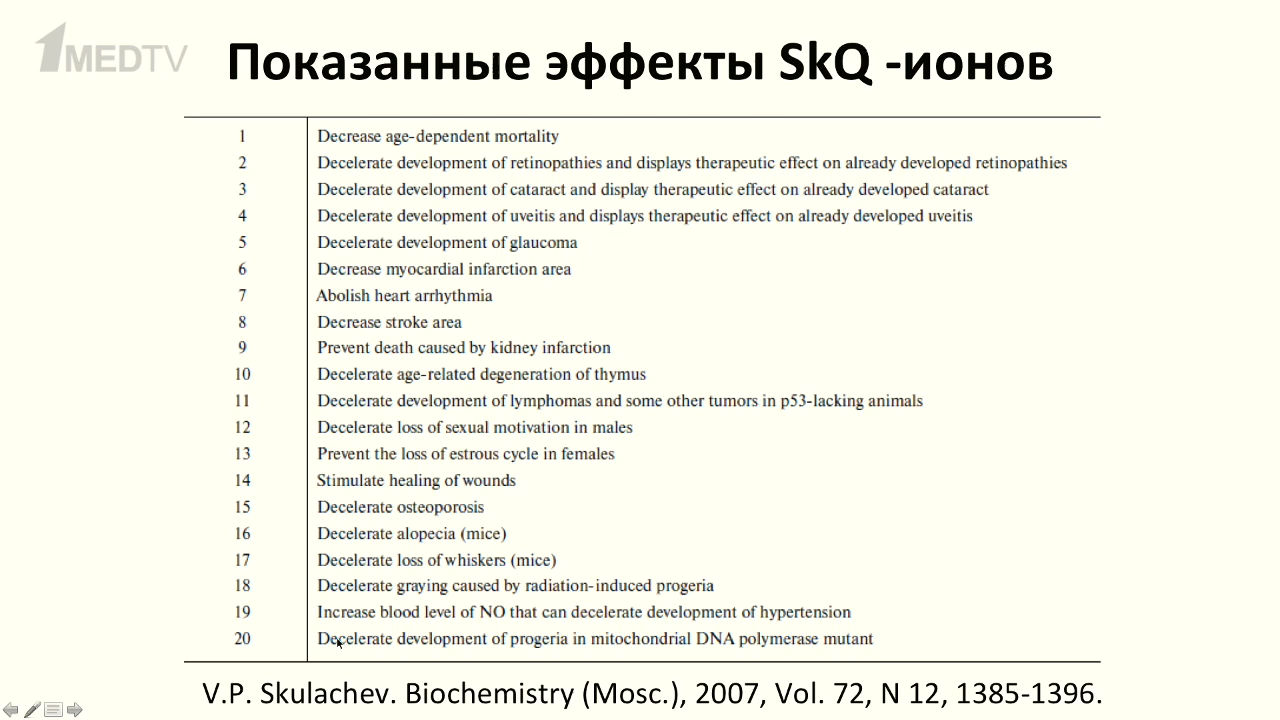 1MEDTV
Показанные эффекты SkQ -ионов
1 Decrease age-dependent mortality
2 Decelerate development of retinopathies and displays therapeutic effect on already developed retinopathies
3 Decelerate development of cataract and display therapeutic effect on already developed cataract
4 Decelerate development of uveitis and displays therapeutic effect on already developed uveitis
5 Decelerate development of glaucoma
6 Decrease myocardial infarction area
7 Abolish heart arrhythmia
8 Decrease stroke area
9 Prevent death caused by kidney infarction
10 Decelerate age-related degeneration of thymus
11 Decelerate development of lymphomas and some other tumors in p53-lacking animals
12 Decelerate loss of sexual motivation in males
13 Prevent the loss of estrous cycle in females
14 Stimulate healing of wounds
15 Decelerate osteoporosis
16 Decelerate alopecia (mice)
17 Decelerate loss of whiskers (mice)
18 Decelerate graying caused by radiation-induced progeria
19 Increase blood level of NO that can decelerate development of hypertension
20 Decelerate development of progeria in mitochondrial DNA polymerase mutant
V.P. Skulachev. Biochemistry (Mosc.), 2007, Vol. 72, N 12, 1385-1396.